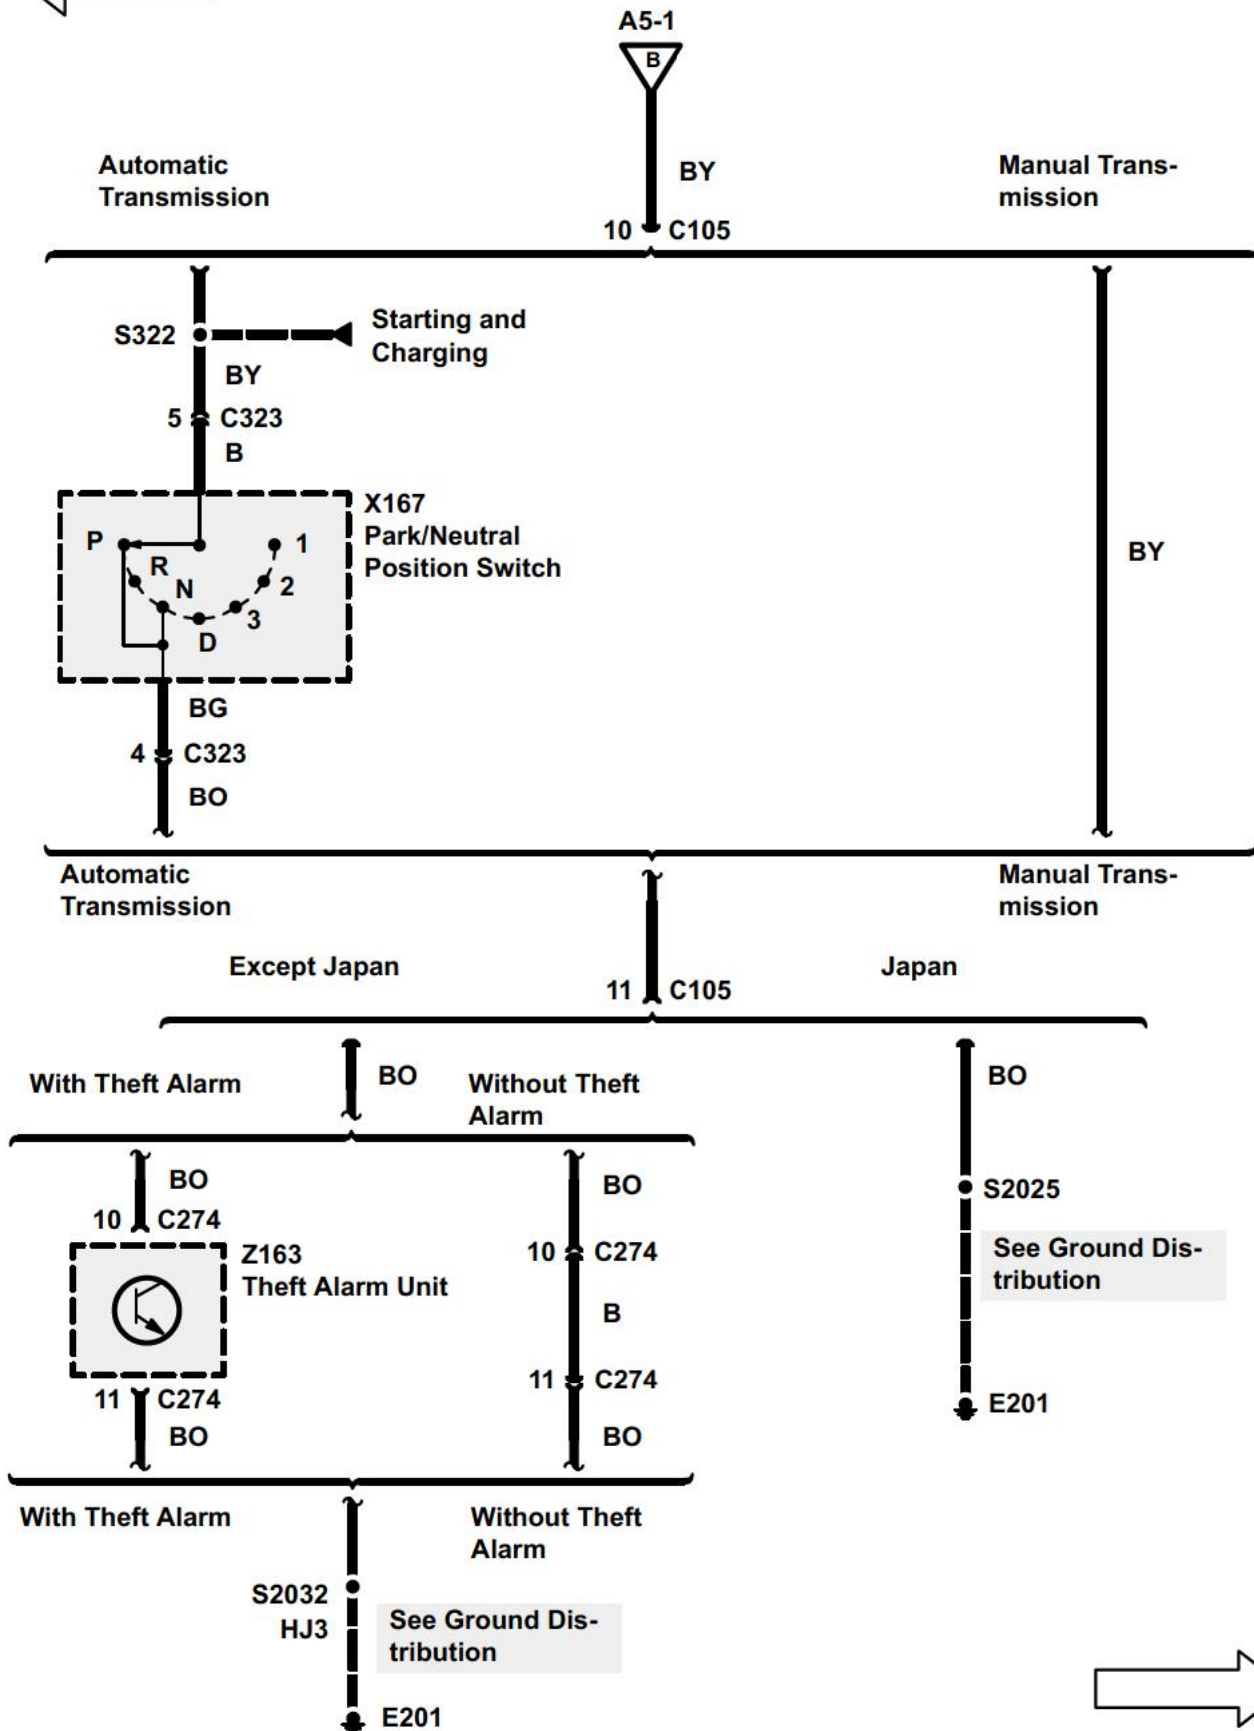 A5-1
B
BY
Automatic
Transmission
Manual Trans-
mission
10 C105
S322
Starting and
Charging
BY
5 C323
B
X167
Park/Neutral
Position Switch
P
R
N
D
3
2
1
BY
BG
4 C323
BO
Automatic
Transmission
Manual Trans-
mission
Except Japan
Japan
11 C105
With Theft Alarm
BO
Without Theft
Alarm
BO
BO
10 C274
Z163
Theft Alarm Unit
11 C274
BO
BO
10 C274
B
11 C274
BO
S2025
See Ground Dis-
tribution
E201
With Theft Alarm
Without Theft
Alarm
S2032
HJ3
See Ground Dis-
tribution
E201